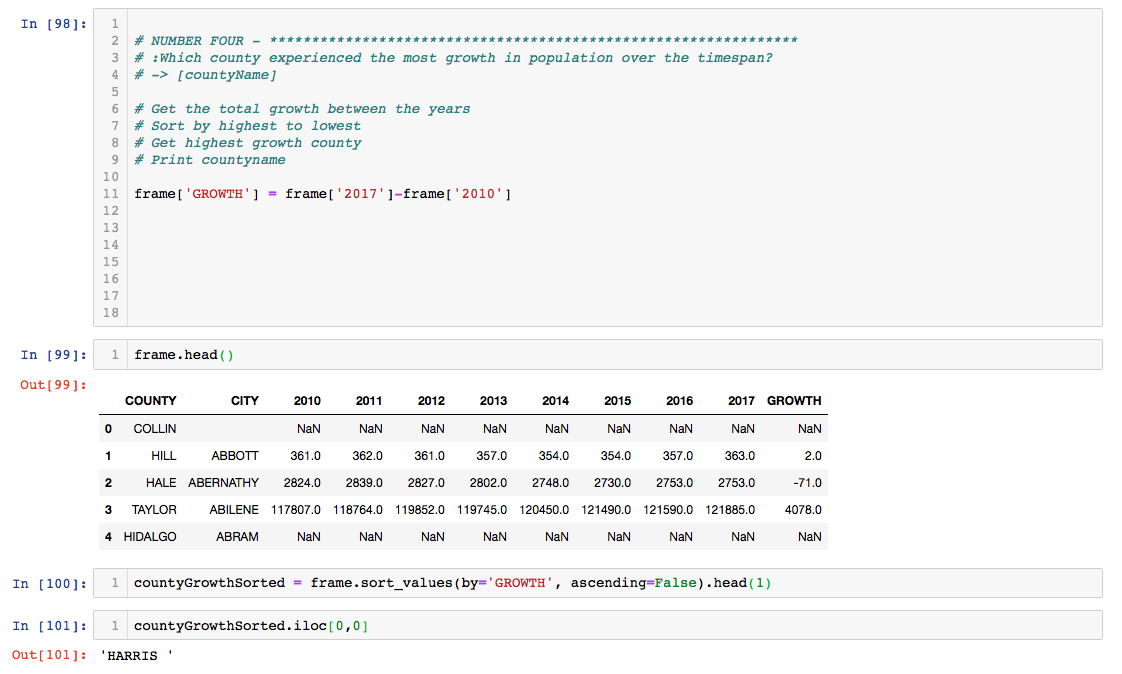 In [98]:
1
2 # NUMBER FOUR - ***************************************************************
3 # :Which county experienced the most growth in population over the timespan?
4 # -> [countyName]
5
6 # Get the total growth between the years
7 # Sort by highest to lowest
8 # Get highest growth county
9 # Print countyname
10
11 frame['GROWTH'] = frame['2017']-frame['2010']
12
13
14
15
16
17
18
In [99]: 1 frame.head()
Out[99]:
COUNTY CITY 2010 2011 2012 2013 2014 2015 2016 2017 GROWTH
0 COLLIN NaN NaN NaN NaN NaN NaN NaN NaN NaN
1 HILL ABBOTT 361.0 362.0 361.0 357.0 354.0 354.0 357.0 363.0 2.0
2 HALE ABERNATHY 2824.0 2839.0 2827.0 2802.0 2748.0 2730.0 2753.0 2753.0 -71.0
3 TAYLOR ABILENE 117807.0 118764.0 119852.0 119745.0 120450.0 121490.0 121590.0 121885.0 4078.0
4 HIDALGO ABRAM NaN NaN NaN NaN NaN NaN NaN NaN NaN
In [100]: 1 countyGrowthSorted = frame.sort_values(by='GROWTH', ascending=False).head(1)
In [101]: 1 countyGrowthSorted.iloc[0,0]
Out[101]: 'HARRIS '